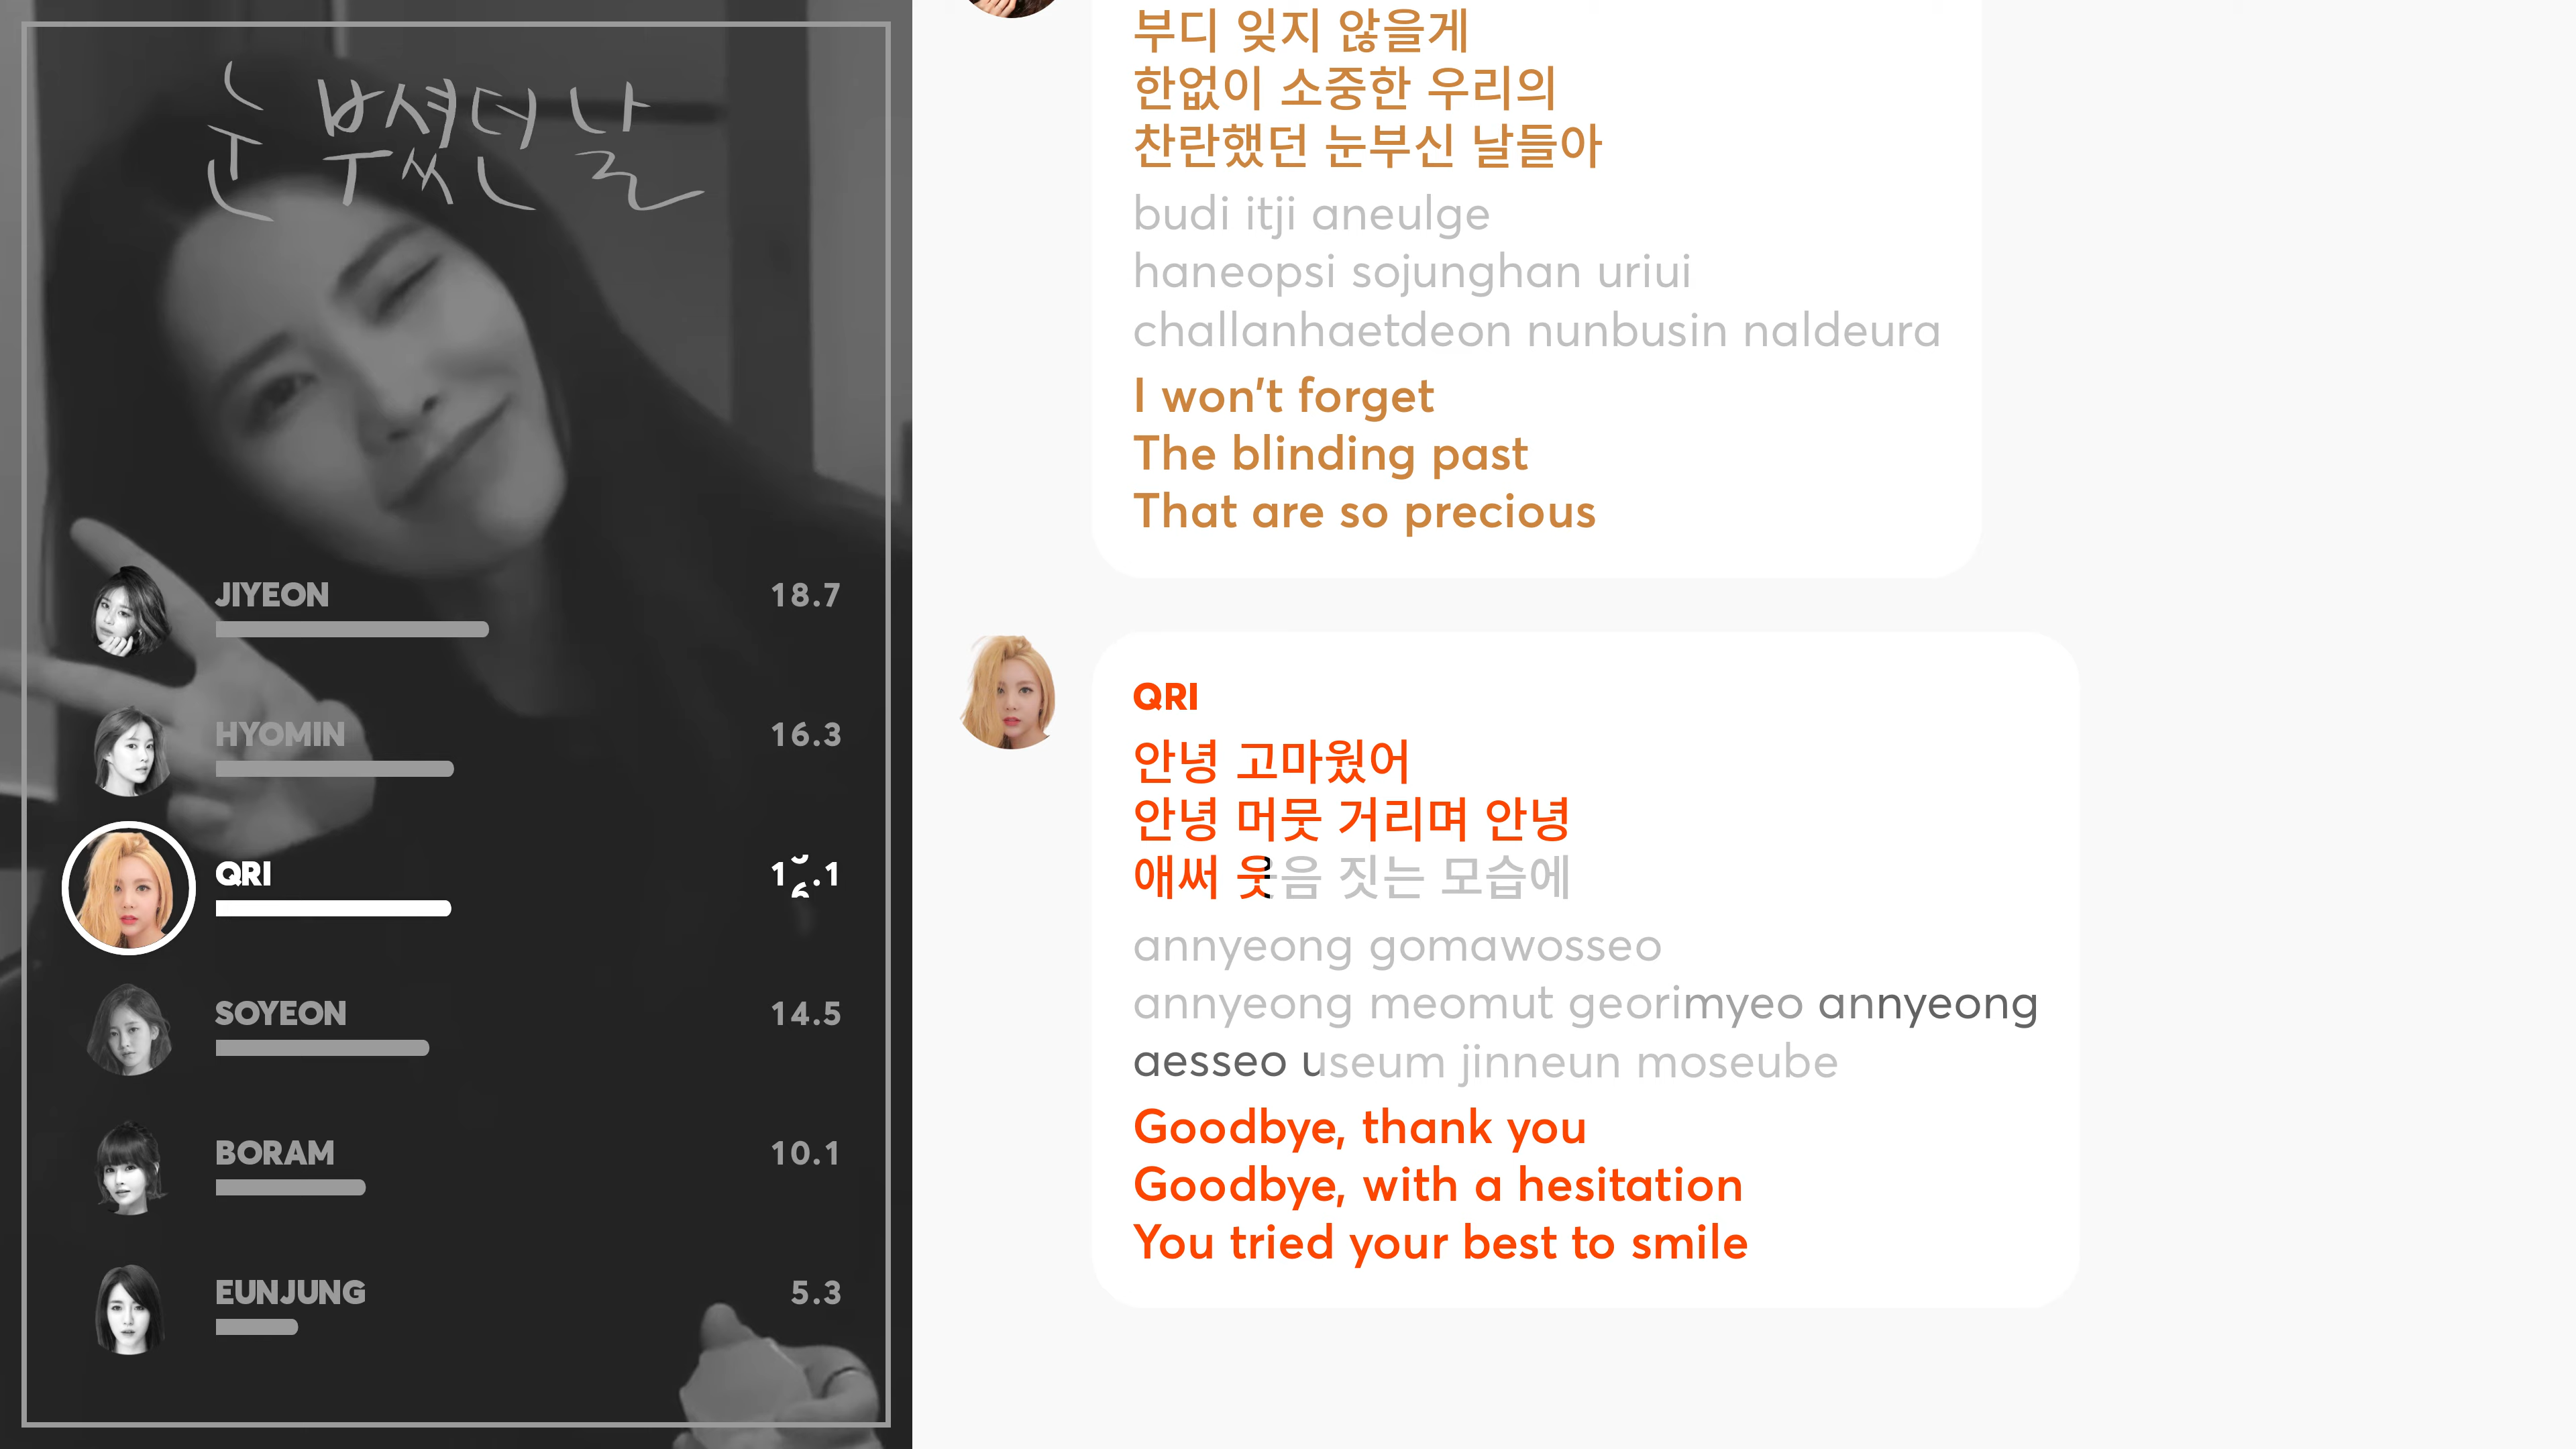 눈 부셨던 날
JIYEON 18.7
HYOMIN 16.3
QRI
SOYEON 14.5
BORAM 10.1
EUNJUNG 5.3
부디 잊지 않을게
한없이 소중한 우리의
찬란했던 눈부신 날들아
budi itji aneulge
haneopsi sojunghan uriui
challanhaetdeon nunbusin naldeura
I won't forget
The blinding past
That are so precious
QRI
안녕 고마웠어
안녕 머뭇 거리며 안녕
애써 웃음 짓는 모습에
annyeong gomawosseo
annyeong meomut georimyeo annyeong
aesseo useum jinneun moseube
Goodbye, thank you
Goodbye, with a hesitation
You tried your best to smile